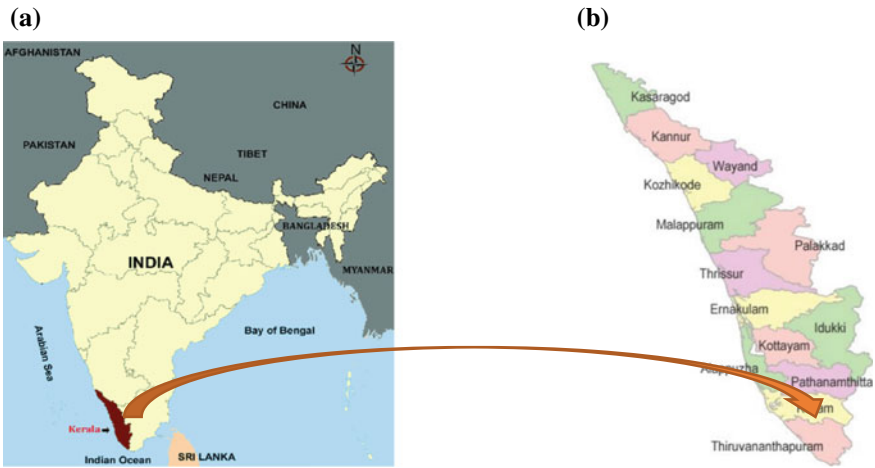 (a)
(b)
AFGHANISTAN
N
CHINA
PAKISTAN
TIBET
NEPAL
BANGLADESH
INDIA
MYANMAR
Arabian Sea
Bay of Bengal
Kerala
SRI LANKA
Indian Ocean
Kasaragod
Kannur
Wayand
Kozhikode
Malappuram
Palakkad
Thrissur
Ernakulam
Idukki
Kottayam
Pathanamthitta
Thiruvananthapuram